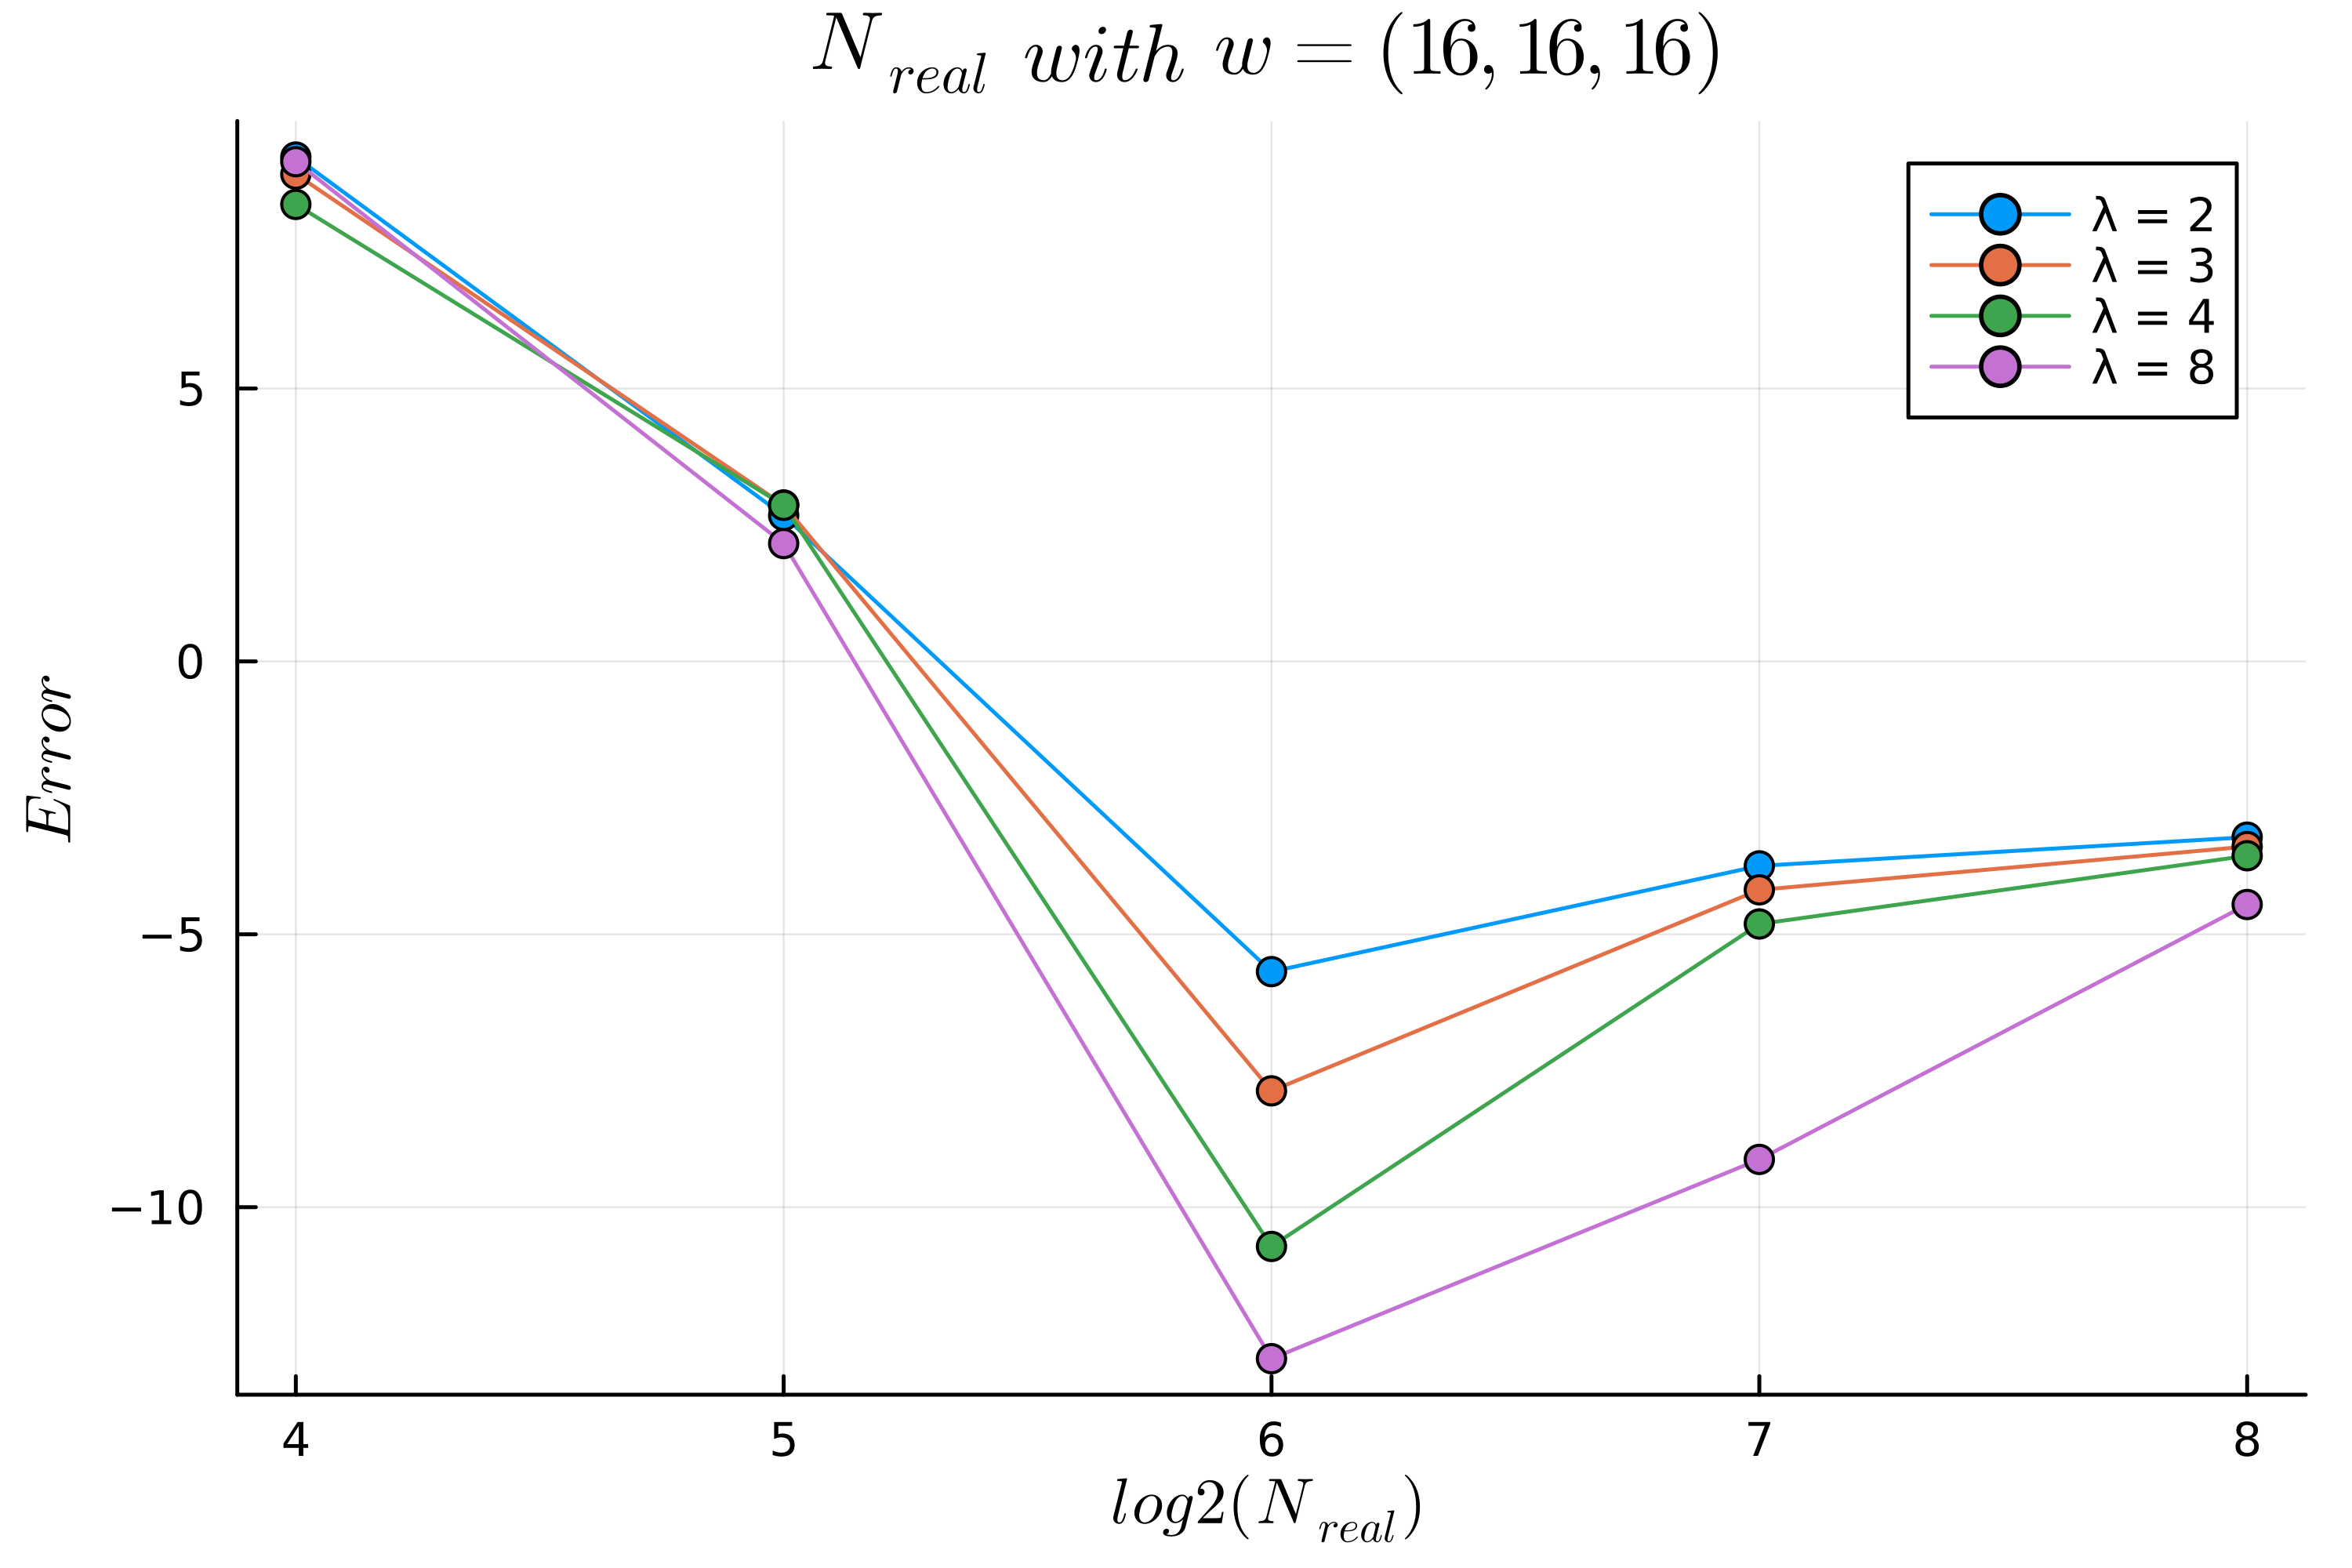 N_real with w = (16, 16, 16)
λ = 2
λ = 3
λ = 4
λ = 8
5
0
−5
−10
Error
4 5 6 7 8
log2(N_real)